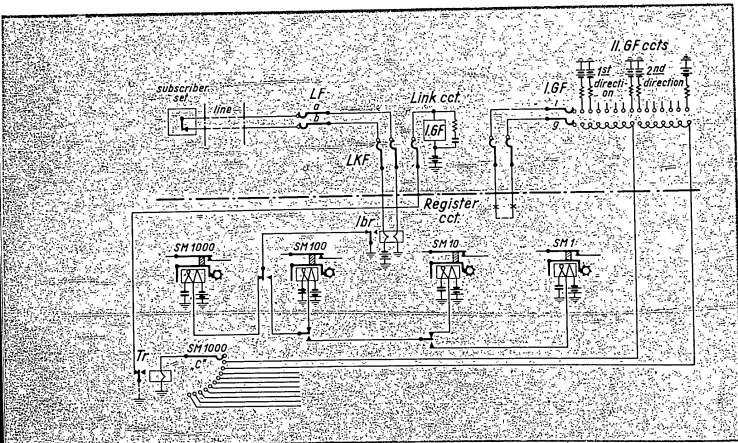 II. GF ccts
1st
directi-
on
2nd
direction
subscriber
set
line
LF
a
b
Link cct.
I.GF
I.GF
f
g
LKF
Register
cct.
Ibr
SM 1000
SM 100
SM 10
SM 1
Tr
SM 1000
"C"